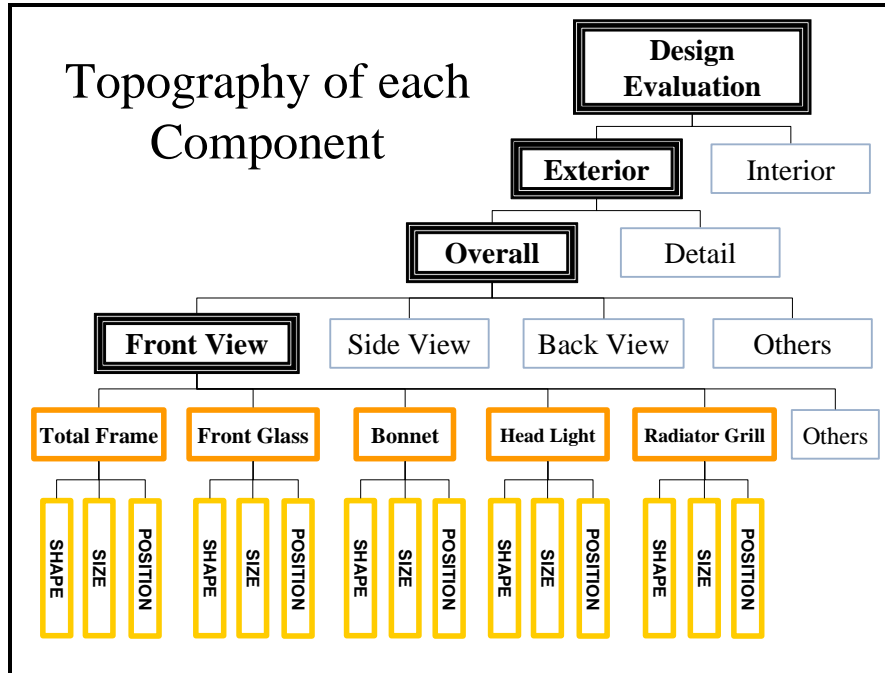 Topography of each
Component
Design
Evaluation
Exterior
Interior
Overall
Detail
Front View
Side View
Back View
Others
Total Frame
Front Glass
Bonnet
Head Light
Radiator Grill
Others
SHAPE
SIZE
POSITION
SHAPE
SIZE
POSITION
SHAPE
SIZE
POSITION
SHAPE
SIZE
POSITION
SHAPE
SIZE
POSITION